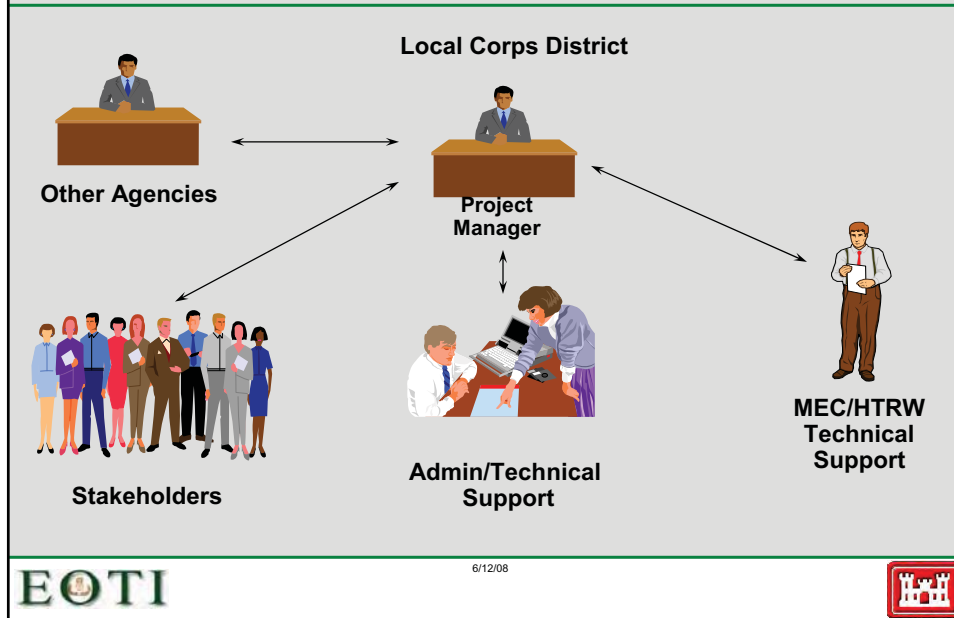 Local Corps District
Other Agencies
Project
Manager
MEC/HTRW
Technical
Support
Stakeholders
Admin/Technical
Support
6/12/08
EOTI